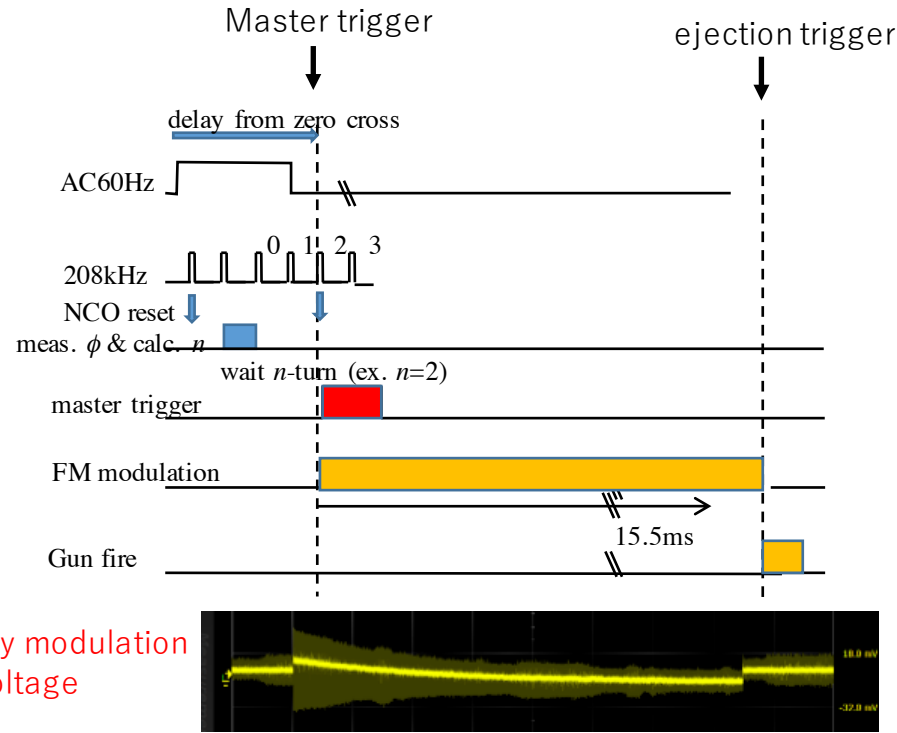 Master trigger
ejection trigger
delay from zero cross
AC60Hz
0 1 2 3
208kHz
NCO reset
meas. ϕ & calc. n
wait n-turn (ex. n=2)
master trigger
FM modulation
15.5ms
Gun fire
y modulation
oltage
18.0 mV
-32.0 mV